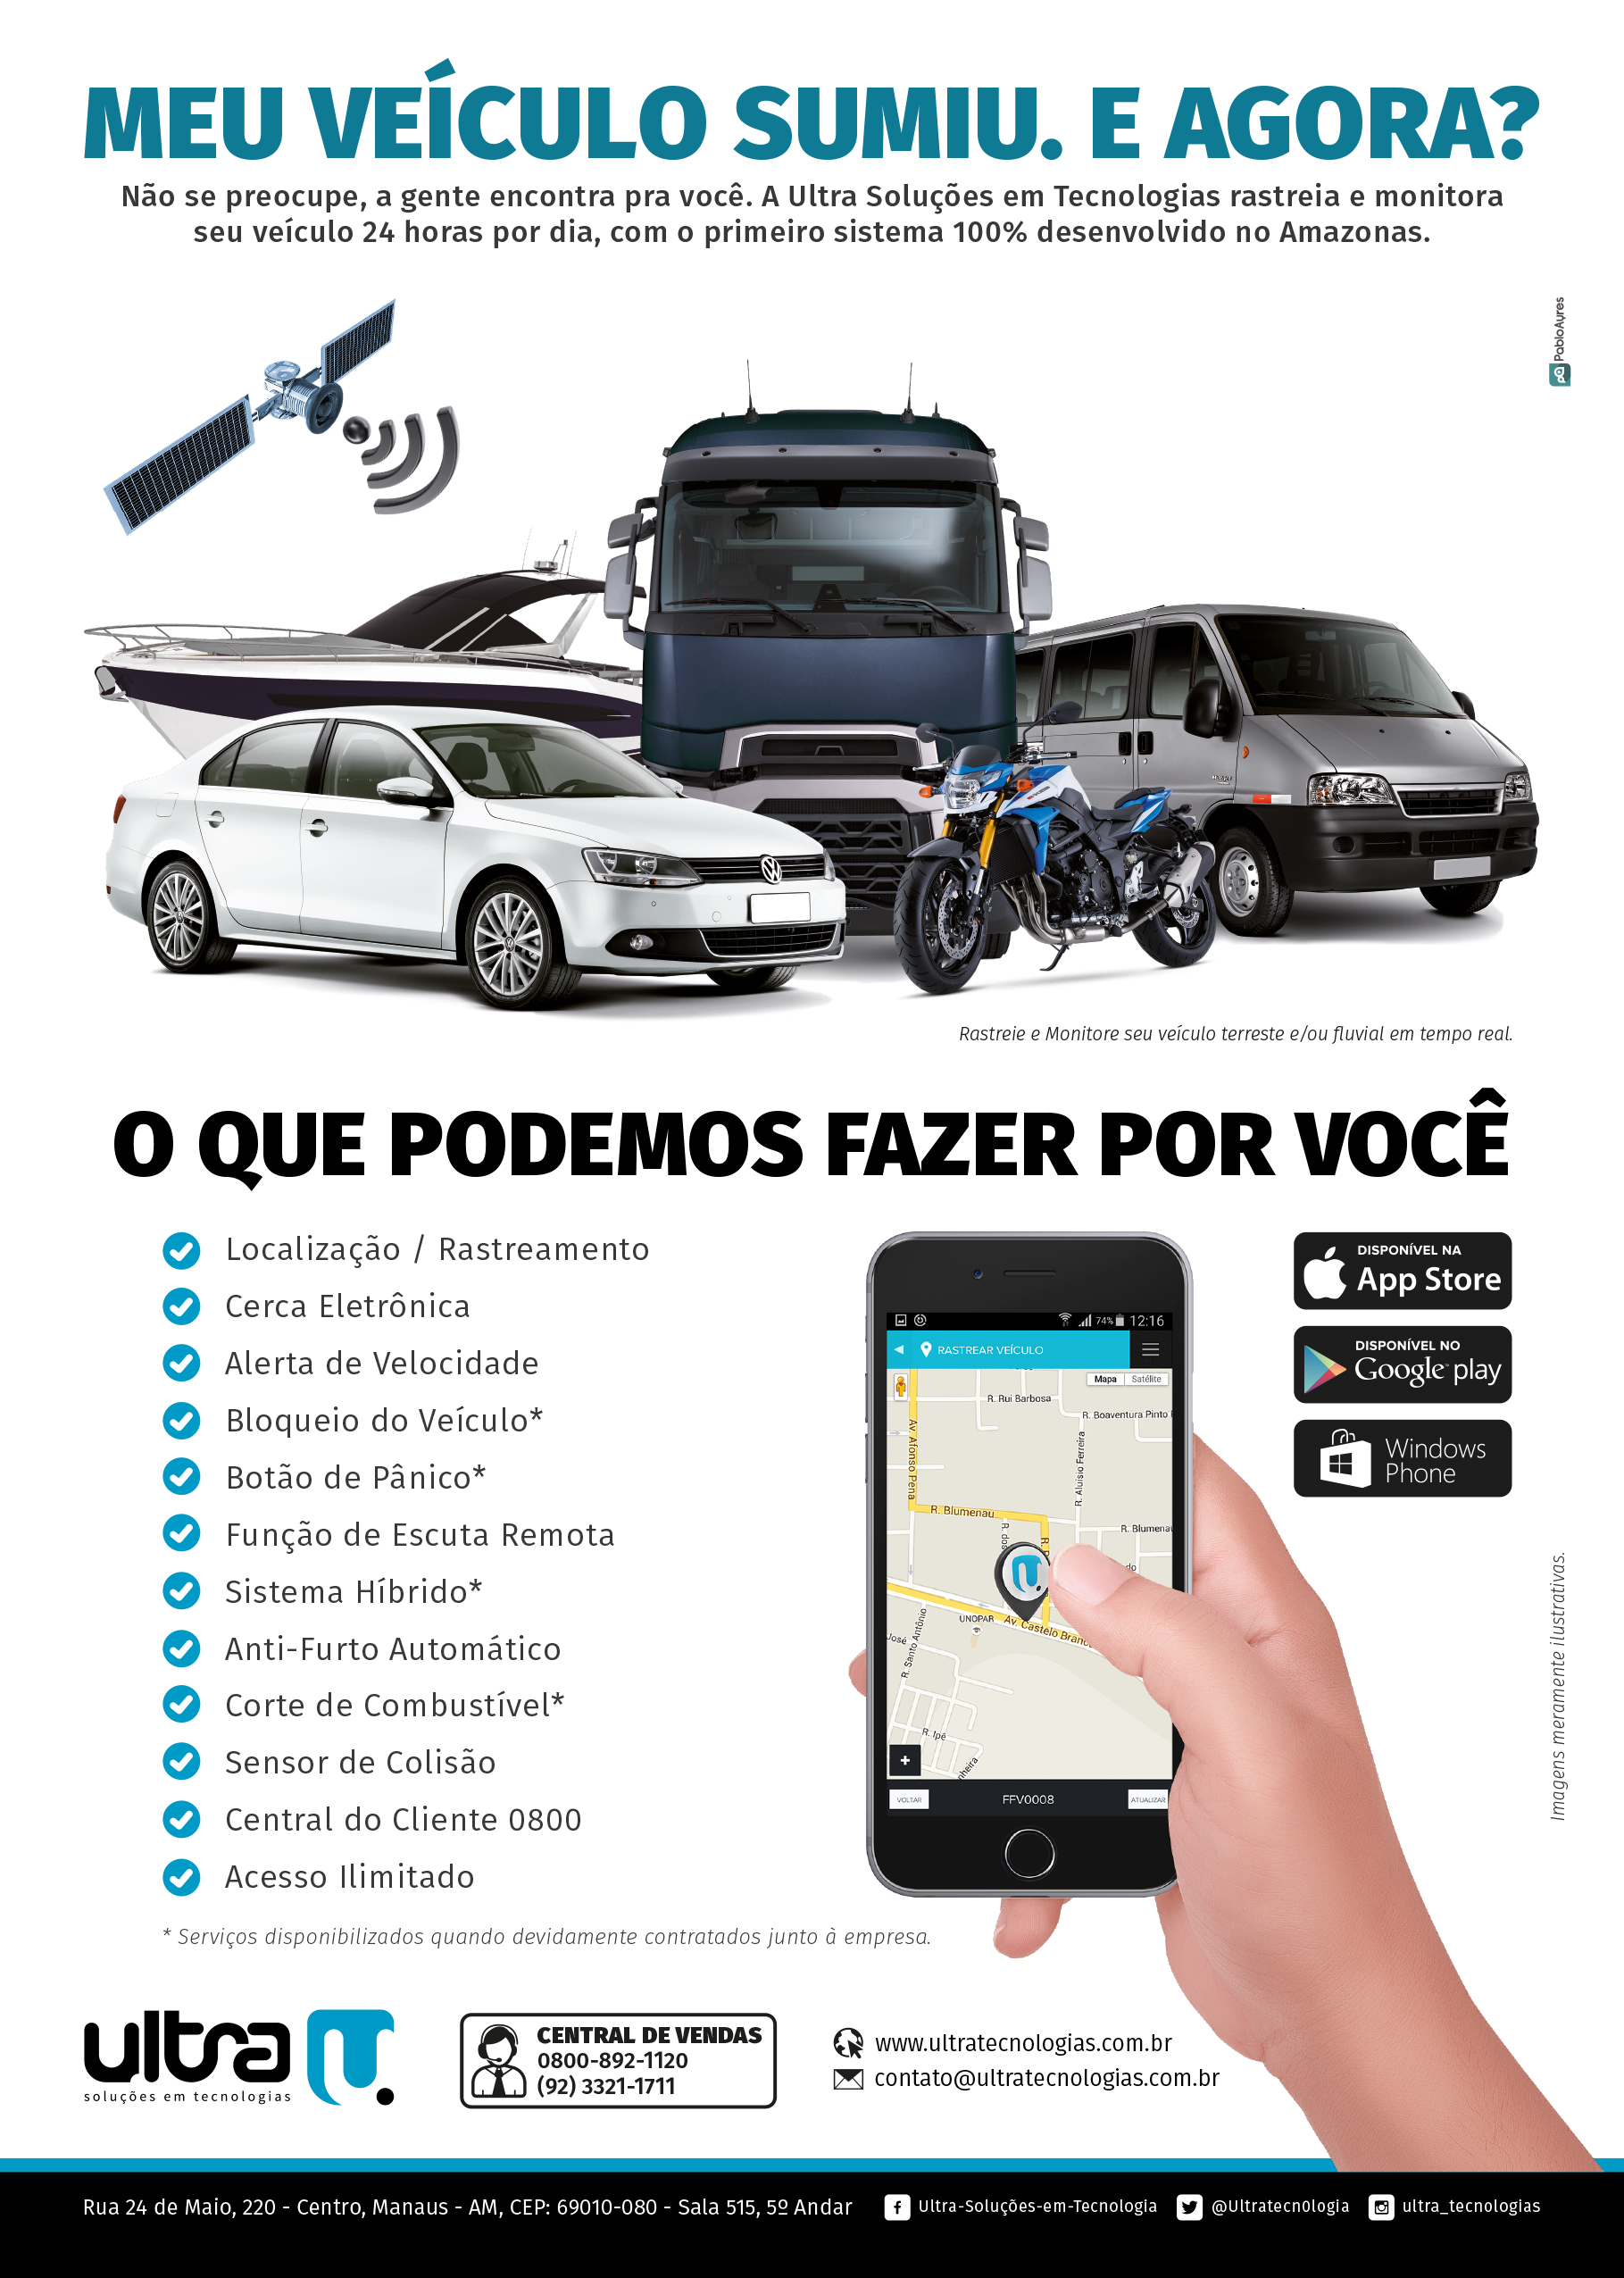 MEU VEÍCULO SUMIU. E AGORA?
Não se preocupe, a gente encontra pra você. A Ultra Soluções em Tecnologias rastreia e monitora
seu veículo 24 horas por dia, com o primeiro sistema 100% desenvolvido no Amazonas.
PabloAyres
Rastreie e Monitore seu veículo terreste e/ou fluvial em tempo real.
O QUE PODEMOS FAZER POR VOCÊ
Localização / Rastreamento
Cerca Eletrônica
Alerta de Velocidade
Bloqueio do Veículo*
Botão de Pânico*
Função de Escuta Remota
Sistema Híbrido*
Anti-Furto Automático
Corte de Combustível*
Sensor de Colisão
Central do Cliente 0800
Acesso Ilimitado
* Serviços disponibilizados quando devidamente contratados junto à empresa.
74% 12:16
RASTREAR VEÍCULO
Mapa Satélite
R. Rui Barbosa
R. Boaventura Pinto
Av. Afonso Pena
R. Aluísio Ferreira
R. Blumenau
R. Blumenau
UNOPAR
Av. Castelo Branco
José
R. Santo Antônio
R. Ipê
VOLTAR
FFV0008
ATUALIZAR
DISPONÍVEL NA
App Store
DISPONÍVEL NO
Google play
Windows
Phone
Imagens meramente ilustrativas.
ultra
soluções em tecnologias
CENTRAL DE VENDAS
0800-892-1120
(92) 3321-1711
www.ultratecnologias.com.br
contato@ultratecnologias.com.br
Rua 24 de Maio, 220 - Centro, Manaus - AM, CEP: 69010-080 - Sala 515, 5º Andar
Ultra-Soluções-em-Tecnologia
@Ultratecn0logia
ultra_tecnologias